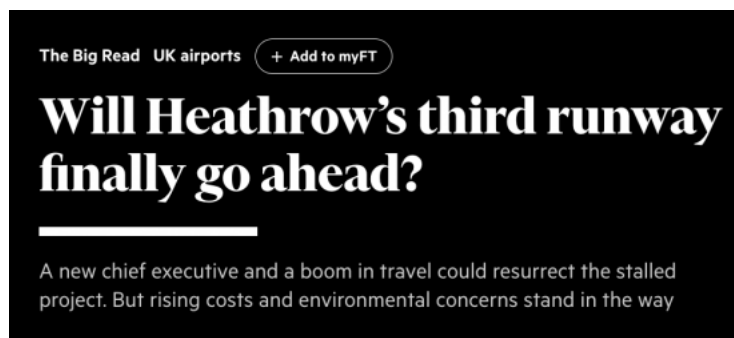 The Big Read UK airports + Add to myFT
Will Heathrow’s third runway
finally go ahead?
A new chief executive and a boom in travel could resurrect the stalled
project. But rising costs and environmental concerns stand in the way